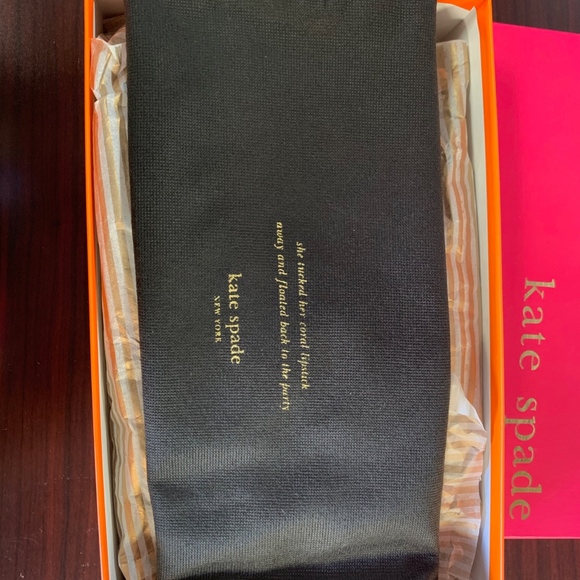 she tucked her coral lipstick
away and floated back to the party
kate spade
NEW YORK
kate spade